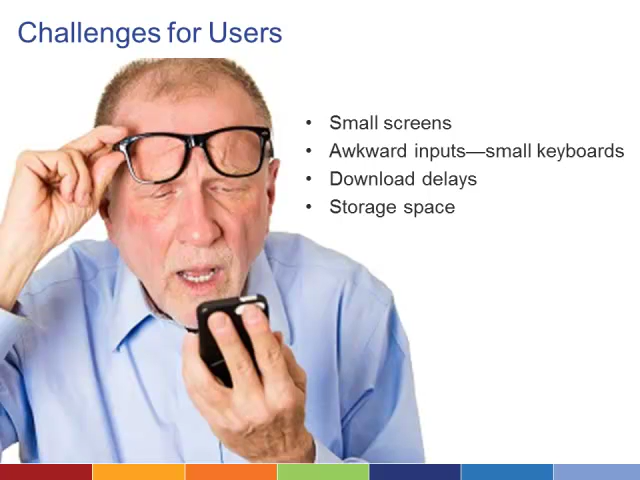 Challenges for Users
• Small screens
• Awkward inputs—small keyboards
• Download delays
• Storage space